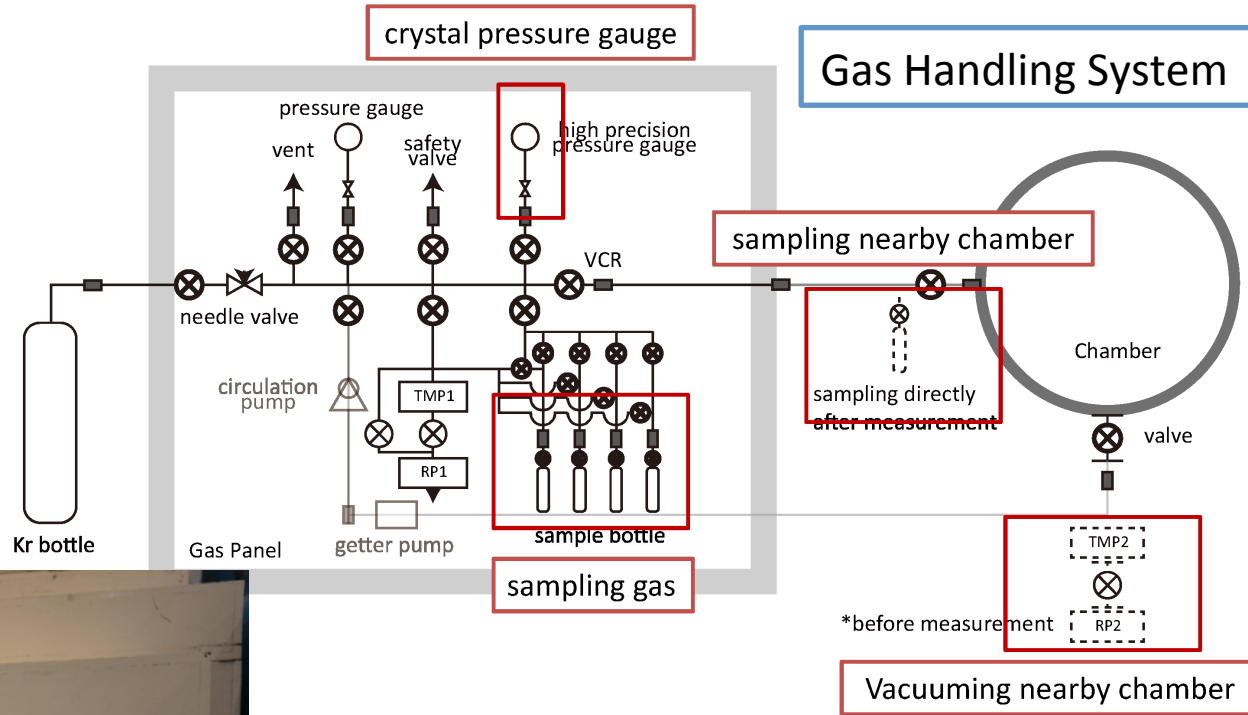 crystal pressure gauge
Gas Handling System
pressure gauge
high precision
pressure gauge
vent
safety
valve
sampling nearby chamber
VCR
needle valve
Chamber
circulation
pump
TMP1
sampling directly
after measurement
valve
RP1
Kr bottle
Gas Panel
getter pump
sample bottle
TMP2
sampling gas
*before measurement
RP2
Vacuuming nearby chamber